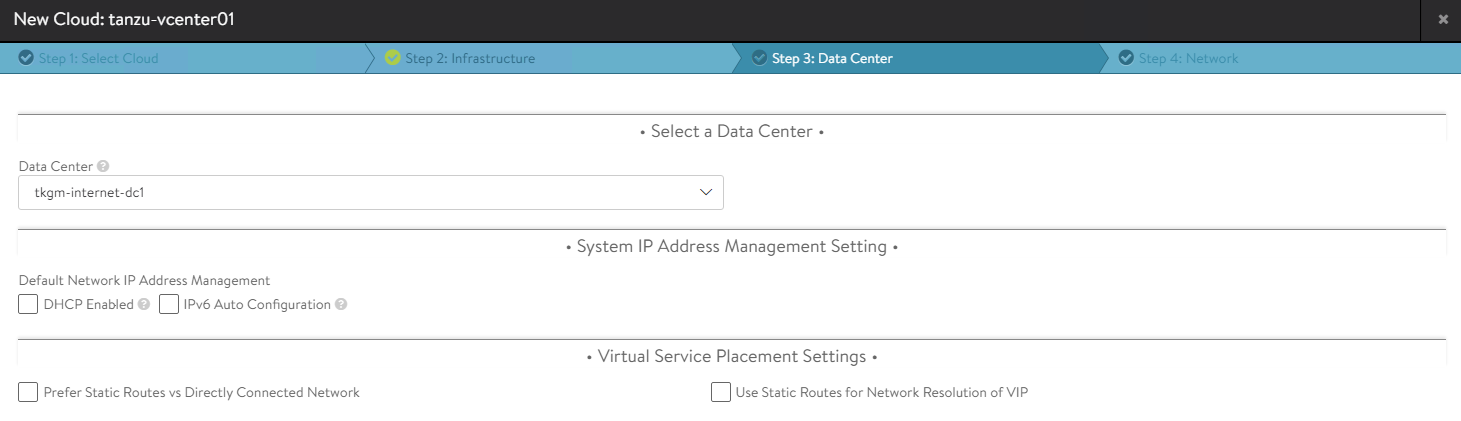 New Cloud: tanzu-vcenter01
Step 1: Select Cloud
Step 2: Infrastructure
Step 3: Data Center
Step 4: Network
• Select a Data Center •
Data Center
tkgm-internet-dc1
• System IP Address Management Setting •
Default Network IP Address Management
DHCP Enabled
IPv6 Auto Configuration
• Virtual Service Placement Settings •
Prefer Static Routes vs Directly Connected Network
Use Static Routes for Network Resolution of VIP